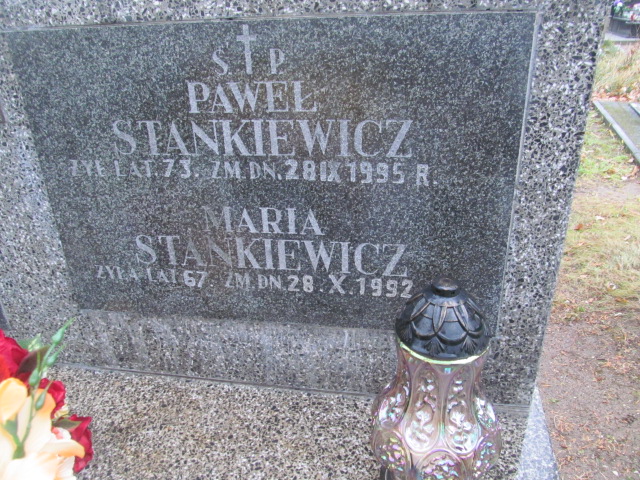 Ś P
PAWEŁ
STANKIEWICZ
ŻYŁ LAT. 73. ZM. DN. 28 IX 1995 R.
MARIA
STANKIEWICZ
ŻYŁA LAT. 67. ZM. DN. 28. X. 1992